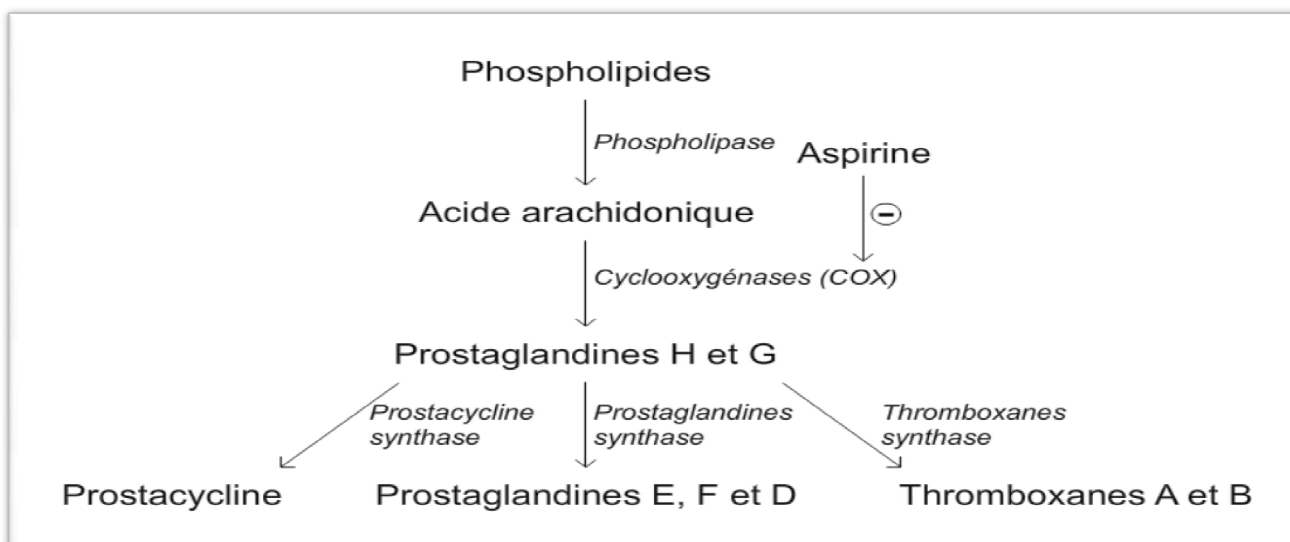 Phospholipides
Phospholipase
Aspirine
Acide arachidonique
−
Cyclooxygénases (COX)
Prostaglandines H et G
Prostacycline
synthase
Prostaglandines
synthase
Thromboxanes
synthase
Prostacycline
Prostaglandines E, F et D
Thromboxanes A et B